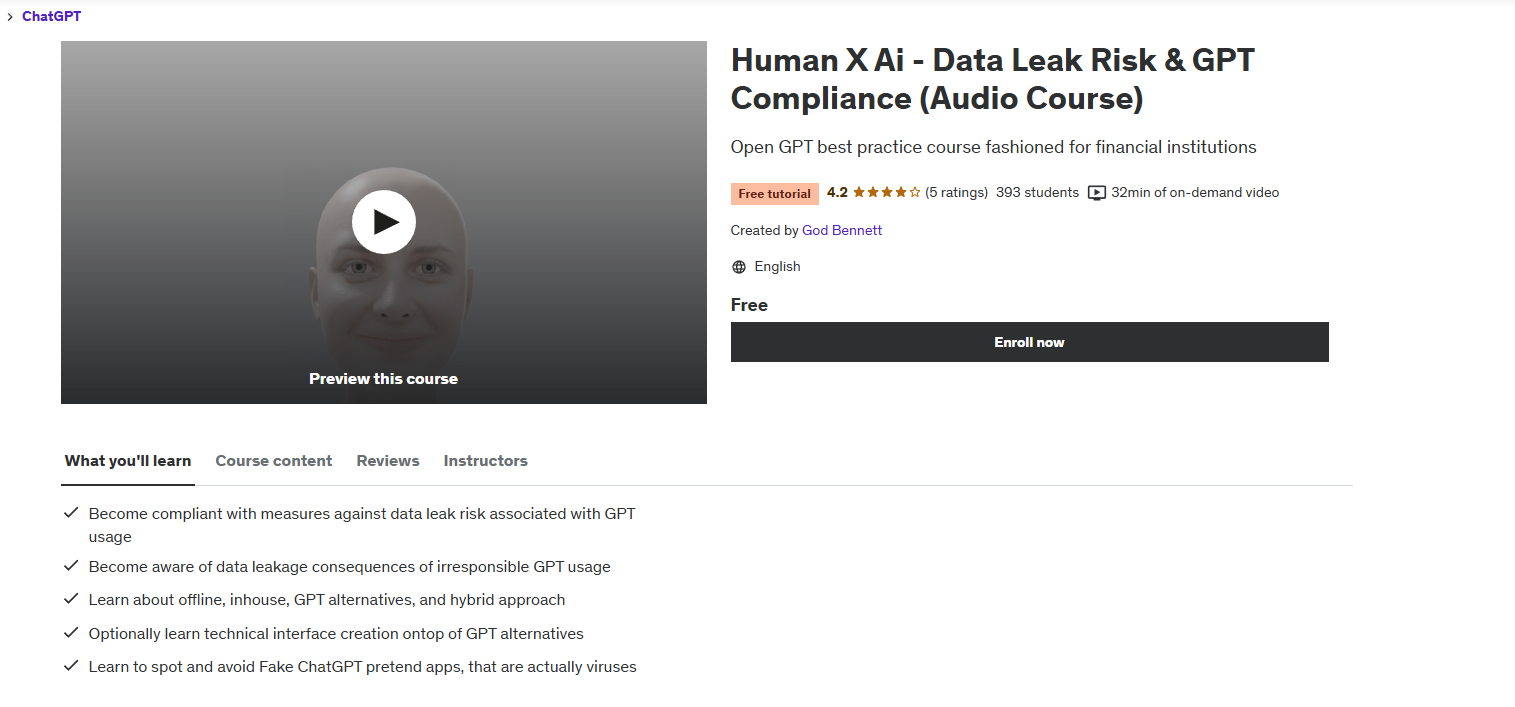 ChatGPT
Preview this course
Human X Ai - Data Leak Risk & GPT
Compliance (Audio Course)
Open GPT best practice course fashioned for financial institutions
Free tutorial 4.2 (5 ratings) 393 students 32min of on-demand video
Created by God Bennett
English
Free
Enroll now
What you'll learn Course content Reviews Instructors
Become compliant with measures against data leak risk associated with GPT
usage
Become aware of data leakage consequences of irresponsible GPT usage
Learn about offline, inhouse, GPT alternatives, and hybrid approach
Optionally learn technical interface creation ontop of GPT alternatives
Learn to spot and avoid Fake ChatGPT pretend apps, that are actually viruses